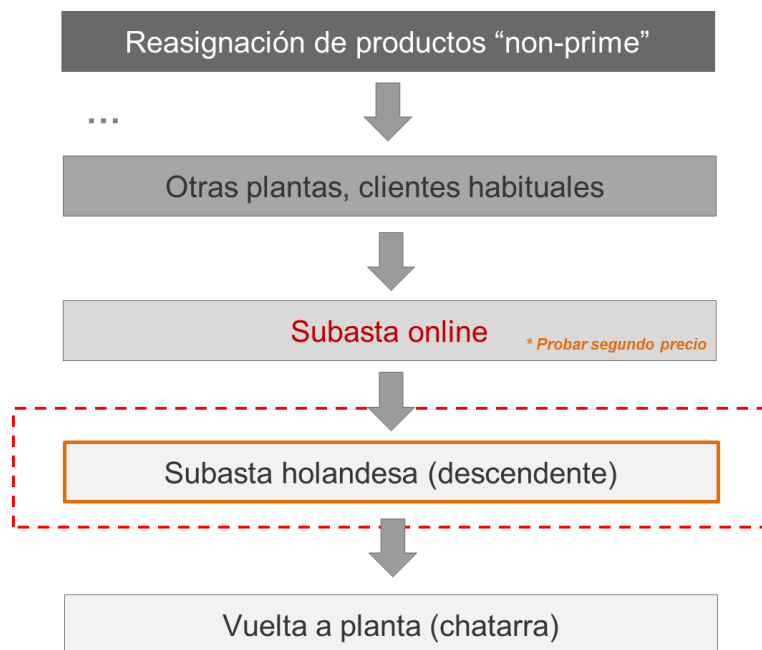 Reasignación de productos “non-prime”
...
Otras plantas, clientes habituales
Subasta online
* Probar segundo precio
Subasta holandesa (descendente)
Vuelta a planta (chatarra)